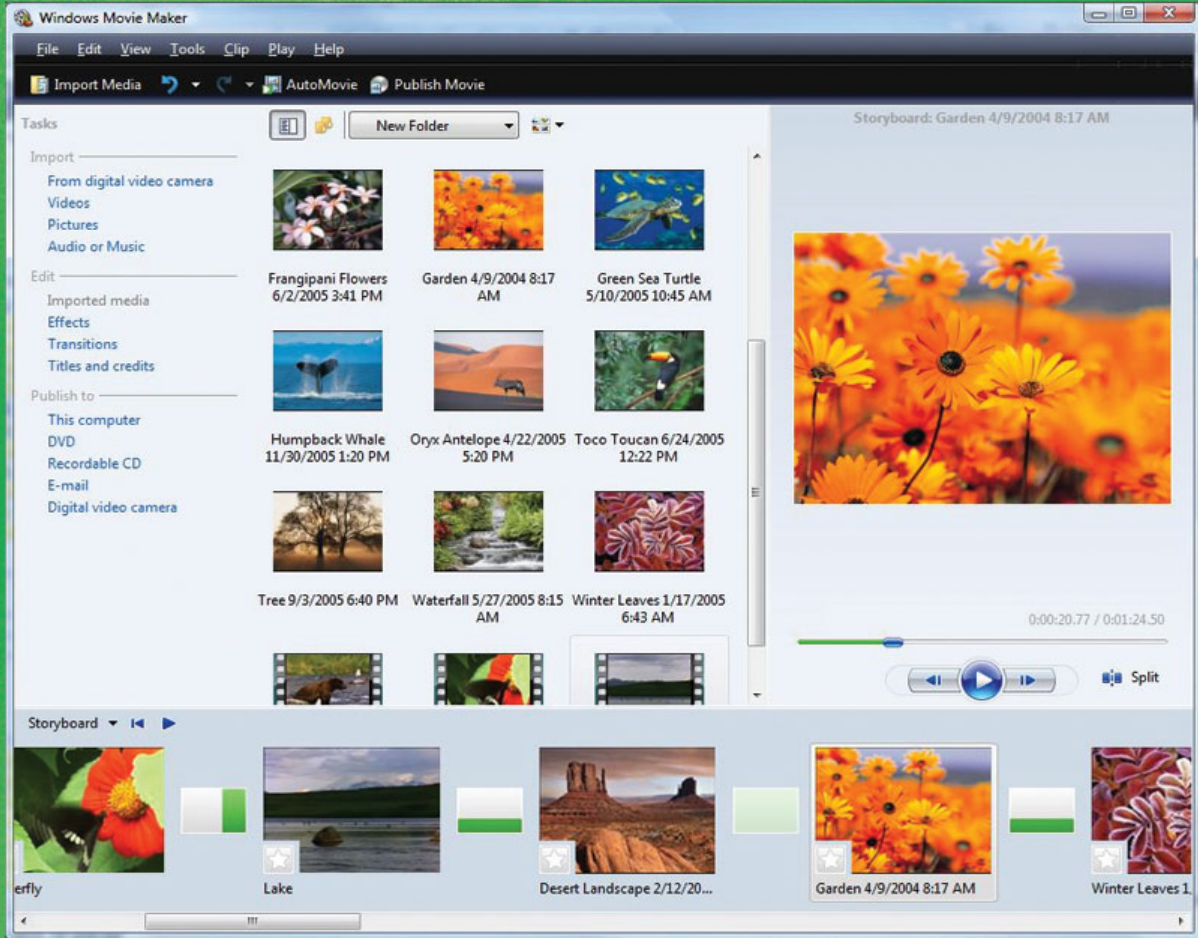 Windows Movie Maker
File Edit View Tools Clip Play Help
Import Media AutoMovie Publish Movie
Tasks
Import
From digital video camera
Videos
Pictures
Audio or Music
Edit
Imported media
Effects
Transitions
Titles and credits
Publish to
This computer
DVD
Recordable CD
E-mail
Digital video camera
New Folder
Frangipani Flowers
6/2/2005 3:41 PM
Garden 4/9/2004 8:17
AM
Green Sea Turtle
5/10/2005 10:45 AM
Humpback Whale
11/30/2005 1:20 PM
Oryx Antelope 4/22/2005
5:20 PM
Toco Toucan 6/24/2005
12:22 PM
Tree 9/3/2005 6:40 PM
Waterfall 5/27/2005 8:15
AM
Winter Leaves 1/17/2005
6:43 AM
Storyboard: Garden 4/9/2004 8:17 AM
0:00:20.77 / 0:01:24.50
Split
Storyboard
erfly
Lake
Desert Landscape 2/12/20...
Garden 4/9/2004 8:17 AM
Winter Leaves 1